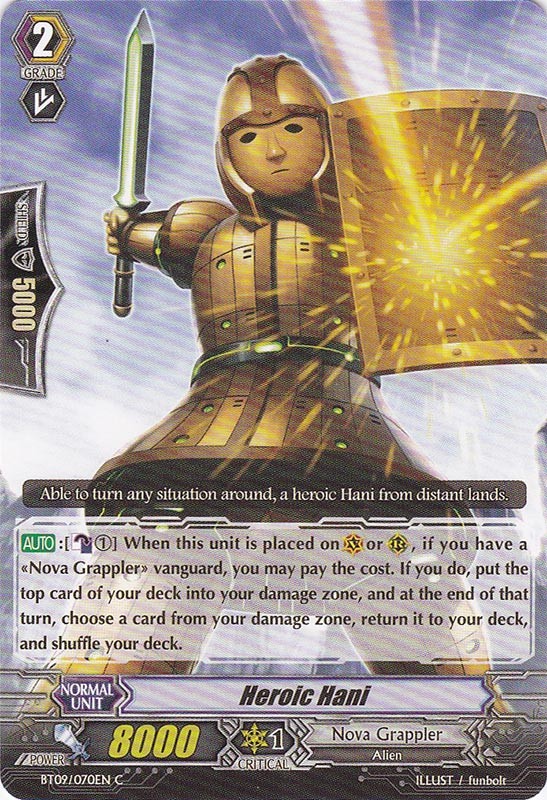 2
GRADE
SHIELD
5000
Able to turn any situation around, a heroic Hani from distant lands.
AUTO :[①] When this unit is placed on or , if you have a
«Nova Grappler» vanguard, you may pay the cost. If you do, put the
top card of your deck into your damage zone, and at the end of that
turn, choose a card from your damage zone, return it to your deck,
and shuffle your deck.
NORMAL
UNIT
Heroic Hani
POWER
8000
1
CRITICAL
Nova Grappler
Alien
BT09/070EN C
ILLUST / funbolt